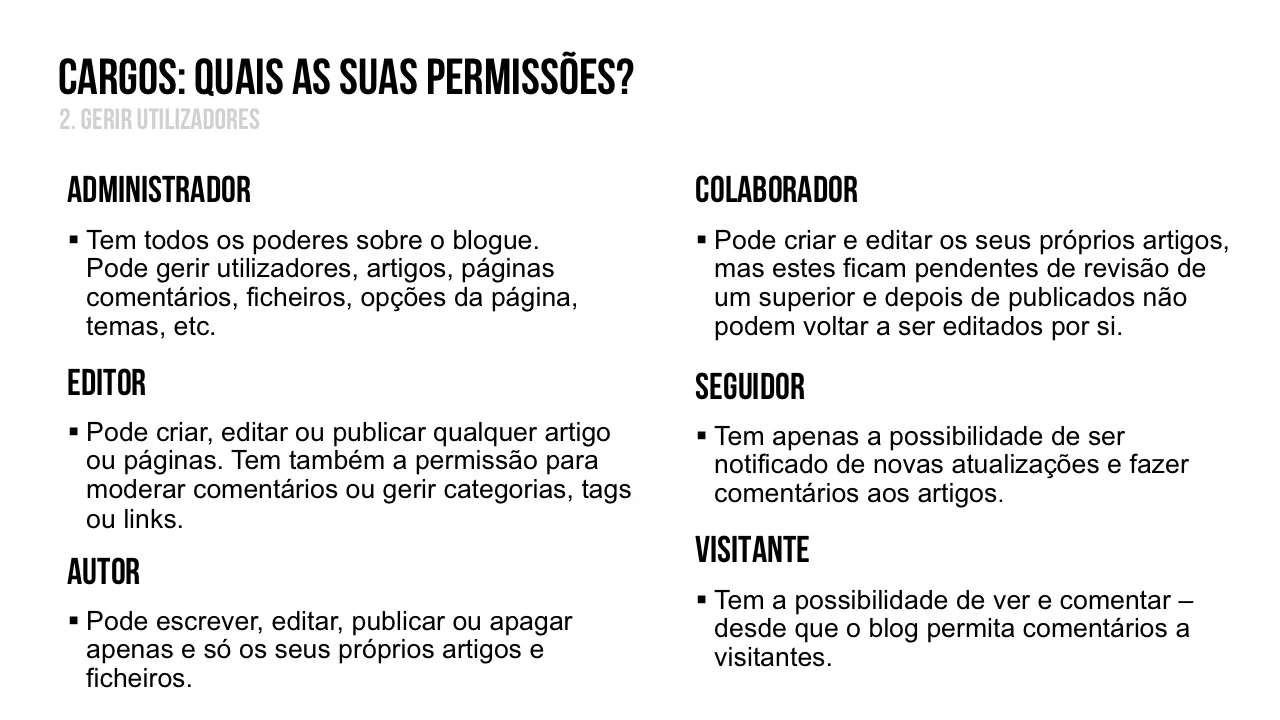 CARGOS: QUAIS AS SUAS PERMISSÕES?
2. GERIR UTILIZADORES
ADMINISTRADOR
▪ Tem todos os poderes sobre o blogue.
Pode gerir utilizadores, artigos, páginas
comentários, ficheiros, opções da página,
temas, etc.
EDITOR
▪ Pode criar, editar ou publicar qualquer artigo
ou páginas. Tem também a permissão para
moderar comentários ou gerir categorias, tags
ou links.
AUTOR
▪ Pode escrever, editar, publicar ou apagar
apenas e só os seus próprios artigos e
ficheiros.
COLABORADOR
▪ Pode criar e editar os seus próprios artigos,
mas estes ficam pendentes de revisão de
um superior e depois de publicados não
podem voltar a ser editados por si.
SEGUIDOR
▪ Tem apenas a possibilidade de ser
notificado de novas atualizações e fazer
comentários aos artigos.
VISITANTE
▪ Tem a possibilidade de ver e comentar –
desde que o blog permita comentários a
visitantes.